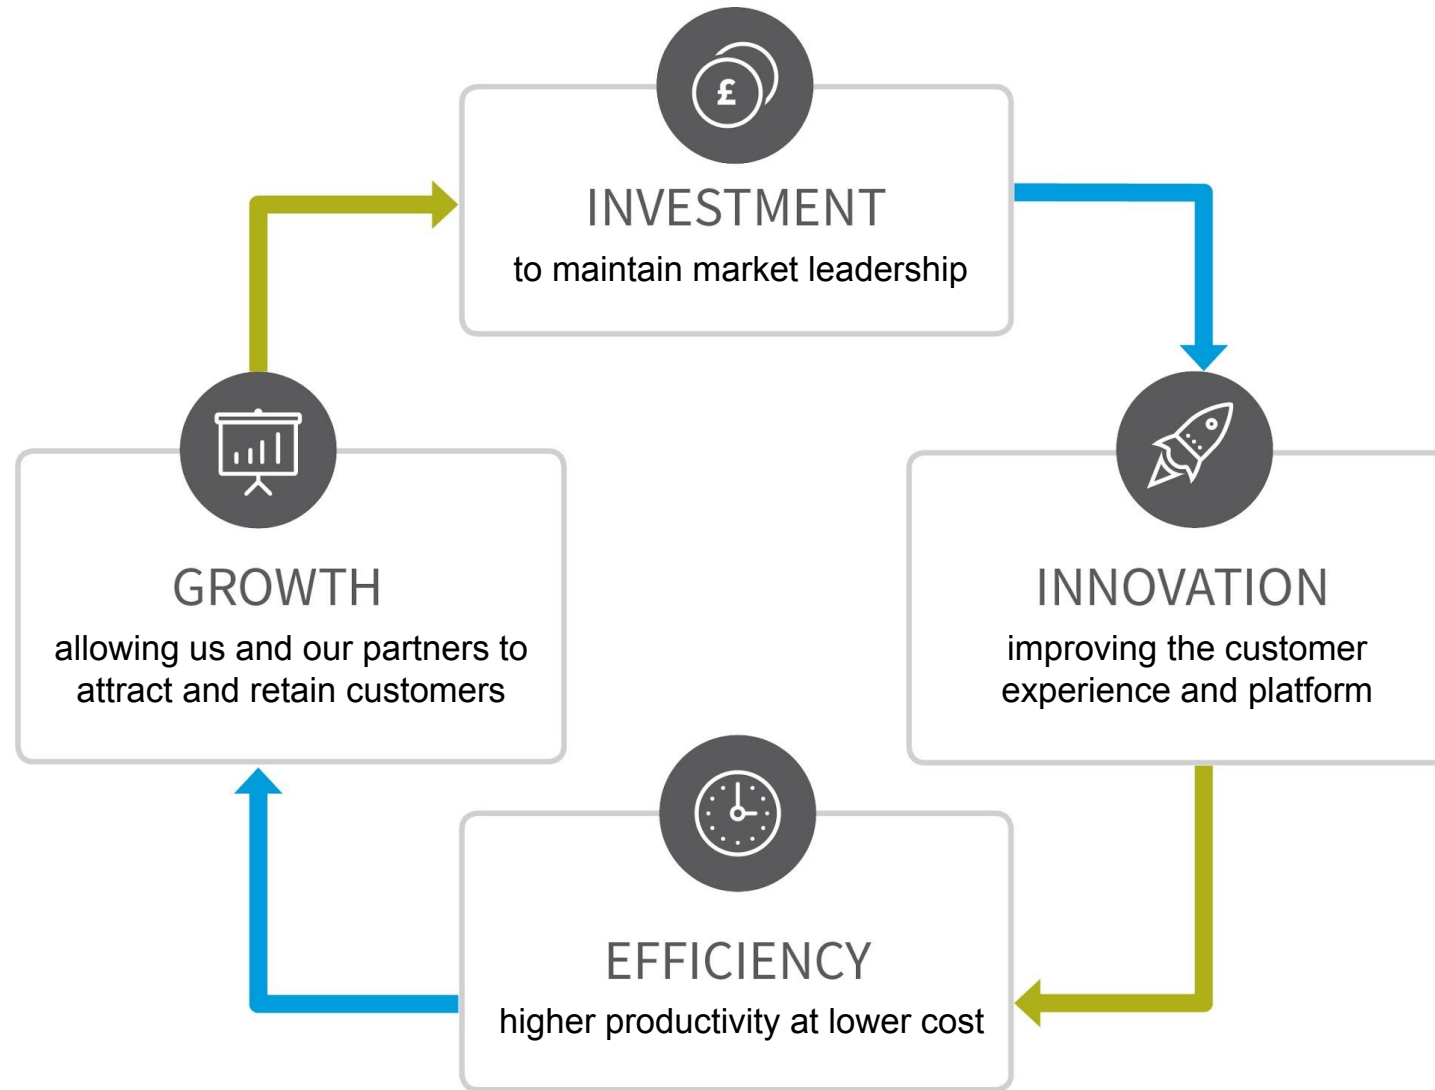 £
INVESTMENT
to maintain market leadership
GROWTH
allowing us and our partners to
attract and retain customers
INNOVATION
improving the customer
experience and platform
EFFICIENCY
higher productivity at lower cost